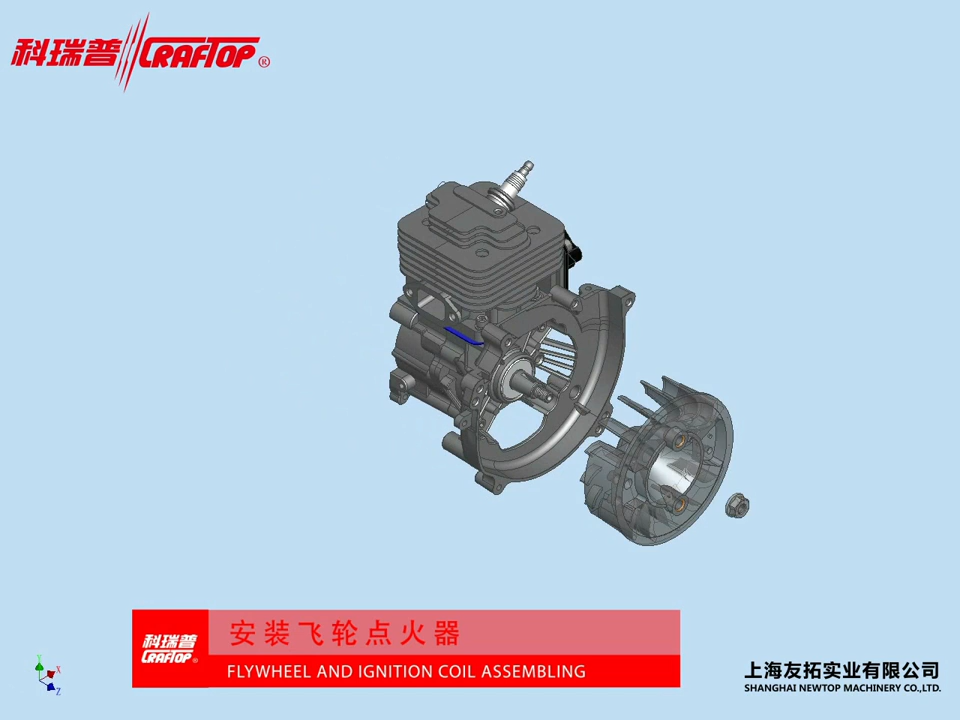 科瑞普 CRAFTOP ®
科瑞普
CRAFTOP ®
安装飞轮点火器
FLYWHEEL AND IGNITION COIL ASSEMBLING
上海友拓实业有限公司
SHANGHAI NEWTOP MACHINERY CO.,LTD.
Y
X
Z